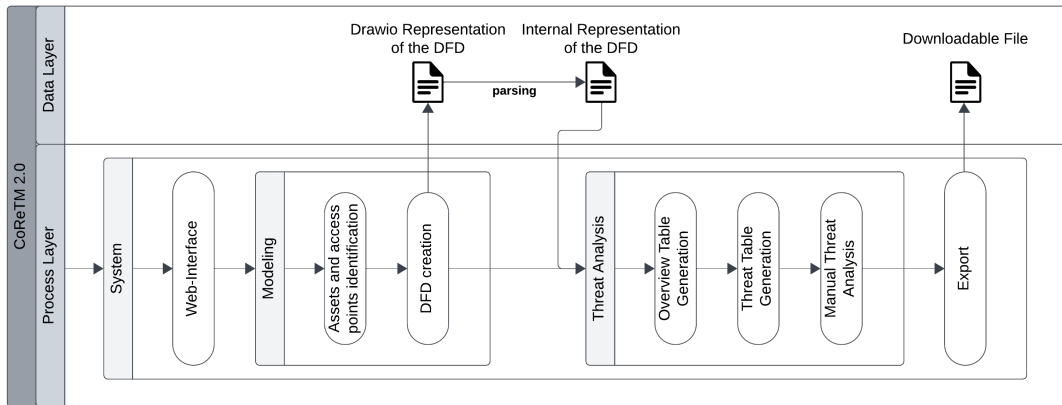 CoReTM 2.0
Data Layer
Drawio Representation
of the DFD
Internal Representation
of the DFD
Downloadable File
parsing
Process Layer
System
Web-Interface
Modeling
Assets and access
points identification
DFD creation
Threat Analysis
Overview Table
Generation
Threat Table
Generation
Manual Threat
Analysis
Export